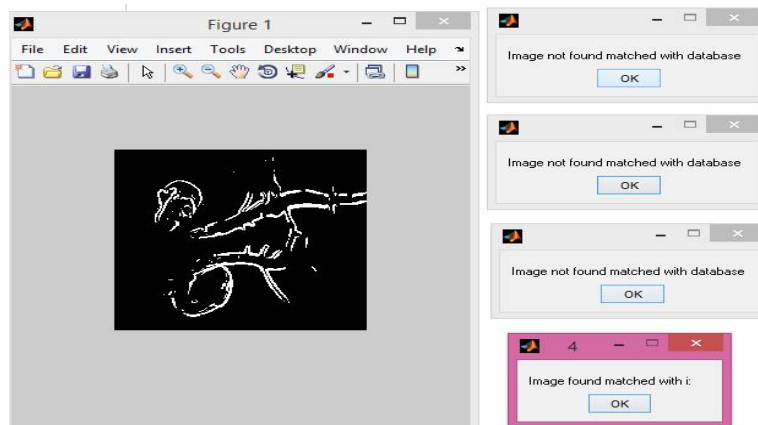 Figure 1
File Edit View Insert Tools Desktop Window Help
Image not found matched with database
OK
Image not found matched with database
OK
Image not found matched with database
OK
4
Image found matched with i:
OK